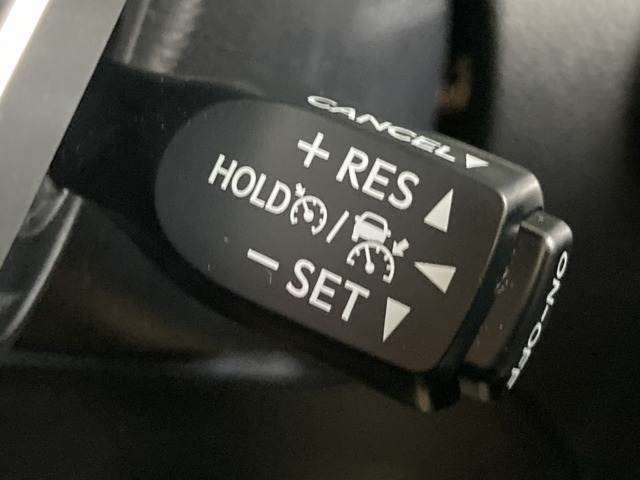 CANCEL
+ RES
HOLD /
− SET
ON-OFF